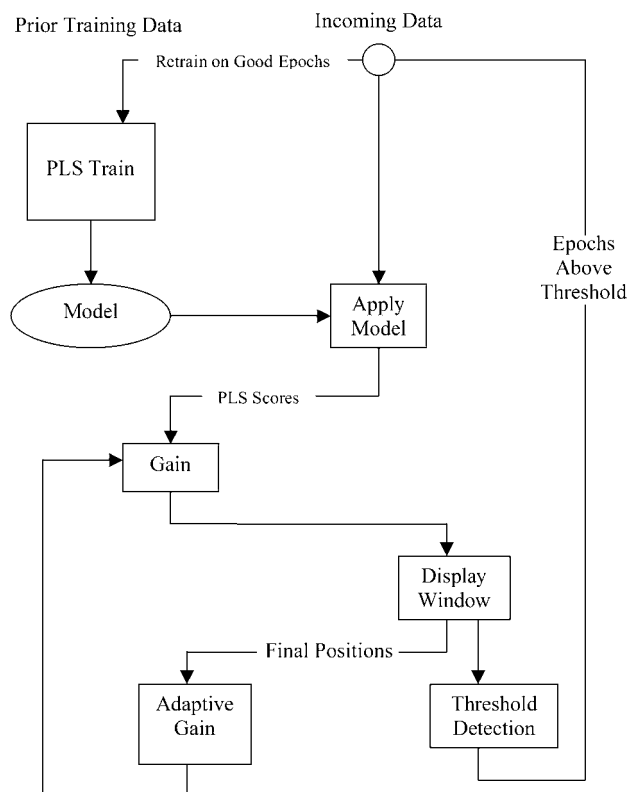 Prior Training Data
Incoming Data
Retrain on Good Epochs
PLS Train
Epochs
Above
Threshold
Model
Apply
Model
PLS Scores
Gain
Display
Window
Final Positions
Adaptive
Gain
Threshold
Detection